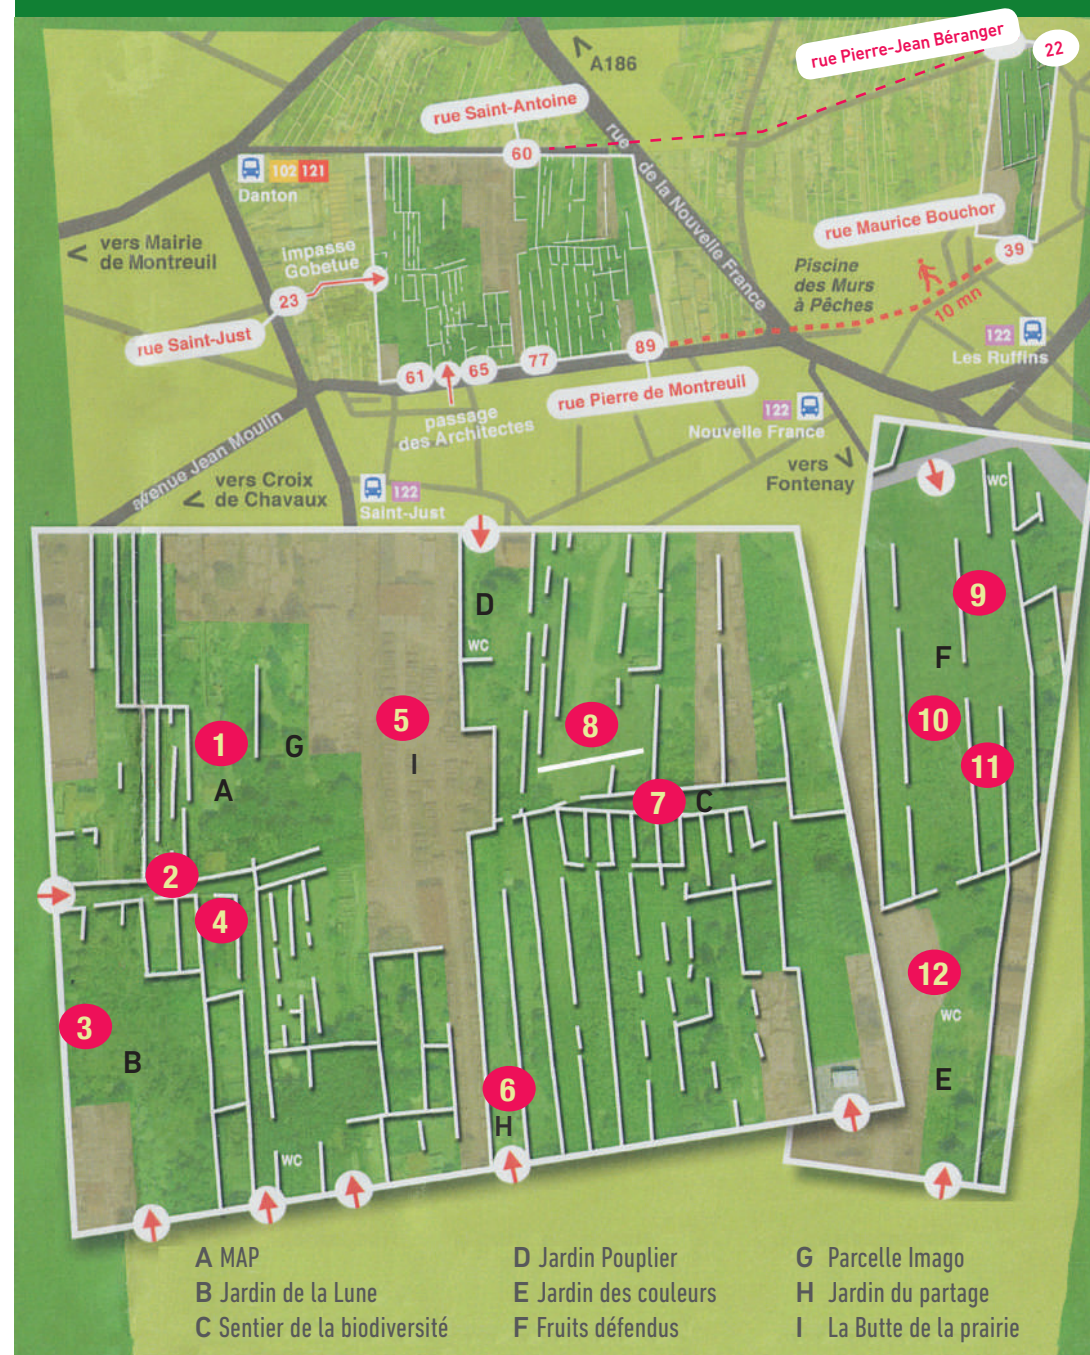 A186
rue Pierre-Jean Béranger
22
rue Saint-Antoine
60
rue de la Nouvelle France
102 121
Danton
vers Mairie
de Montreuil
impasse
Gobetue
23
rue Saint-Just
rue Maurice Bouchor
39
Piscine
des Murs
à Pêches
10 mn
122
Les Ruffins
61
65
77
89
passage
des Architectes
rue Pierre de Montreuil
122
Nouvelle France
avenue Jean Moulin
vers Croix
de Chavaux
122
Saint-Just
vers
Fontenay
WC
D
WC
9
F
10
11
5
I
8
1
G
A
7
C
2
4
3
B
12
WC
E
6
H
WC
A MAP
B Jardin de la Lune
C Sentier de la biodiversité
D Jardin Pouplier
E Jardin des couleurs
F Fruits défendus
G Parcelle Imago
H Jardin du partage
I La Butte de la prairie